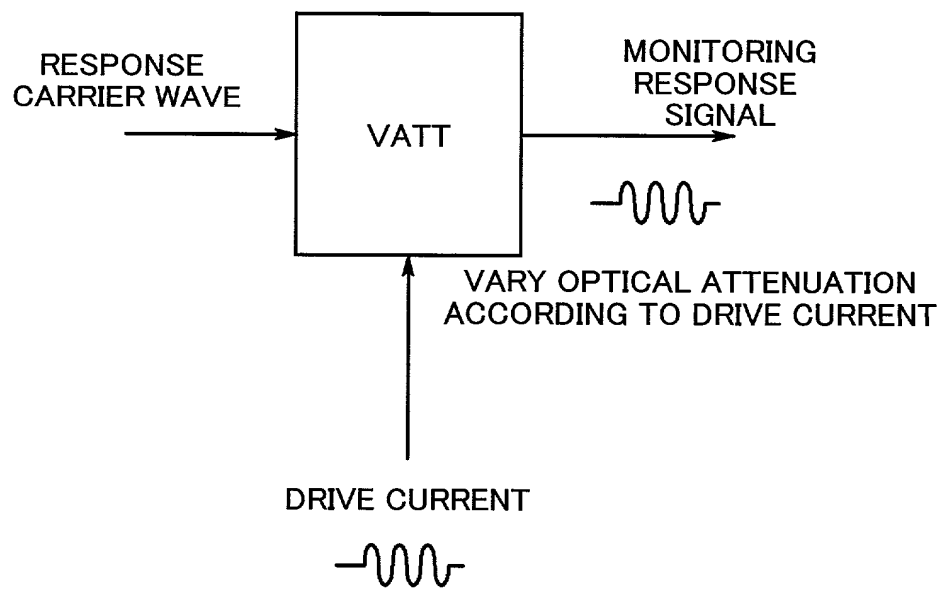 RESPONSE
CARRIER WAVE
VATT
MONITORING
RESPONSE
SIGNAL
VARY OPTICAL ATTENUATION
ACCORDING TO DRIVE CURRENT
DRIVE CURRENT